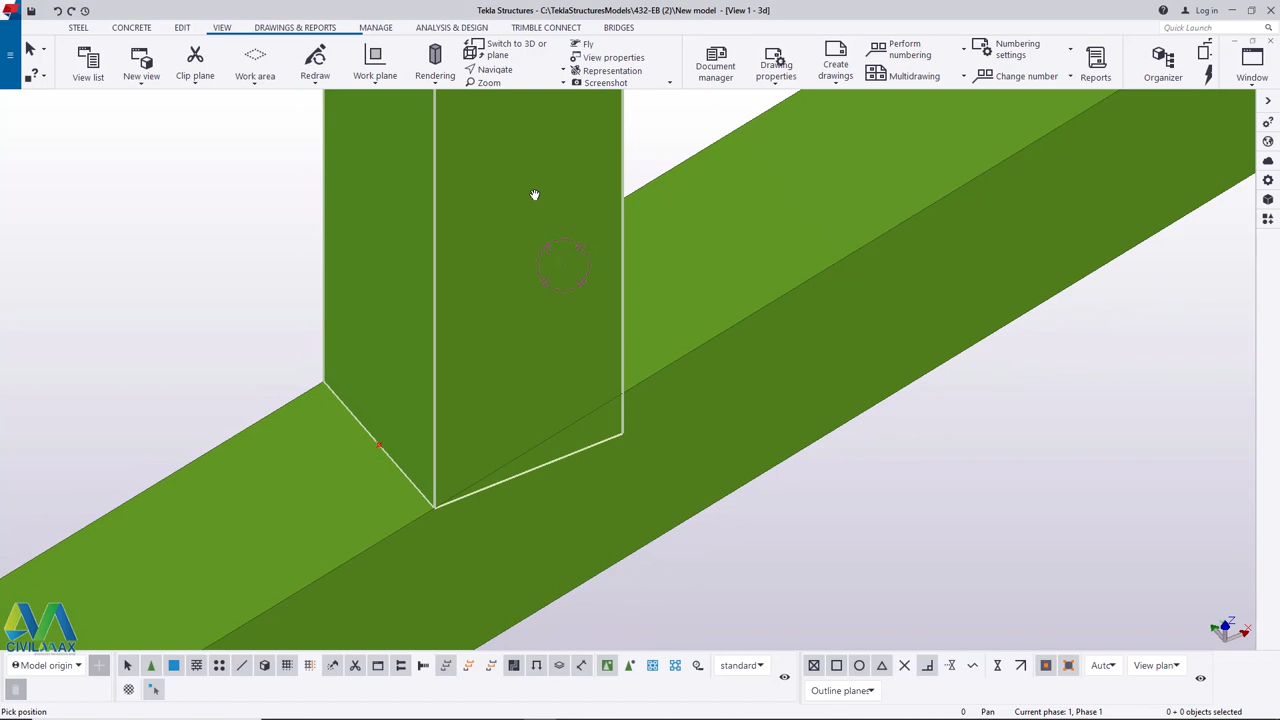 Tekla Structures - C:\TeklaStructuresModels\432-EB (2)\New model - [View 1 - 3d]
Log in
STEEL
CONCRETE
EDIT
VIEW
DRAWINGS & REPORTS
MANAGE
ANALYSIS & DESIGN
TRIMBLE CONNECT
BRIDGES
Quick Launch
View list
New view
Clip plane
Work area
Redraw
Work plane
Rendering
Switch to 3D or
plane
Navigate
Zoom
Fly
View properties
Representation
Screenshot
Document
manager
Drawing
properties
Create
drawings
Perform
numbering
Multidrawing
Numbering
settings
Change number
Reports
Organizer
Window
Z
X
CIVILMAX
Model origin
standard
Auto
View plan
Outline planes
Pick position
0
Pan
Current phase: 1, Phase 1
0 + 0 objects selected